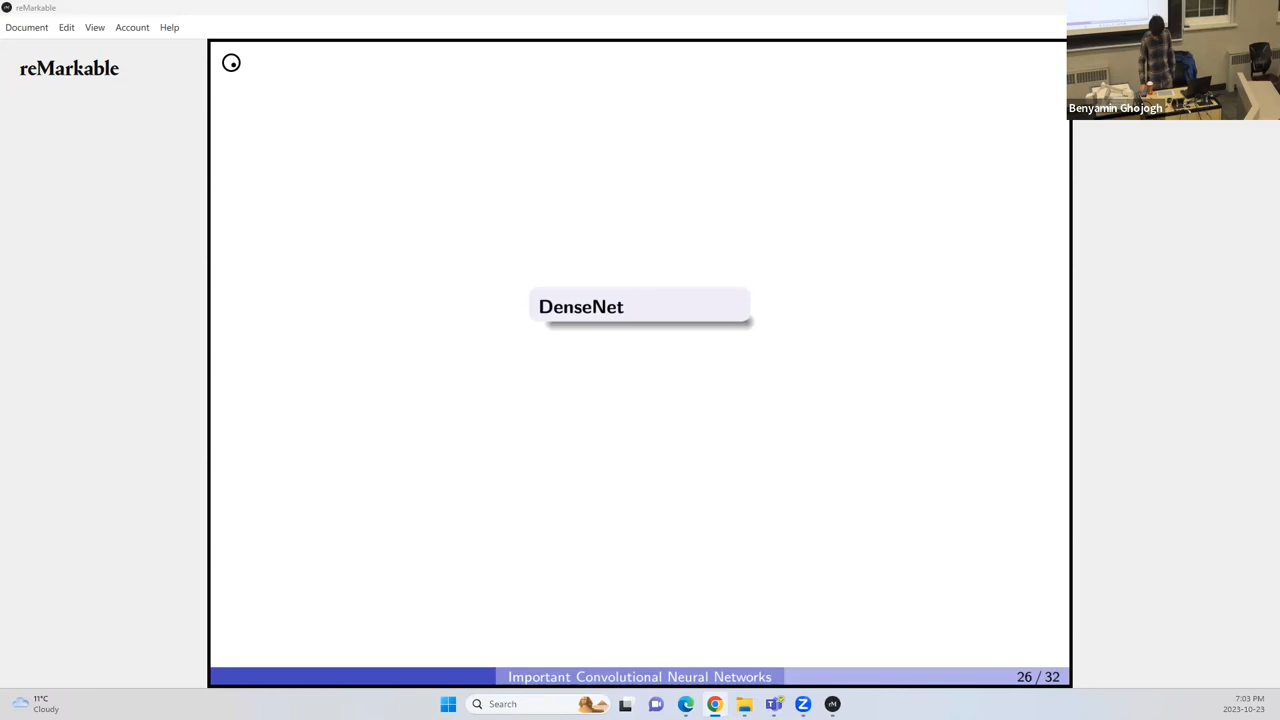 reMarkable
Document Edit View Account Help
reMarkable
Benyamin Ghojogh
DenseNet
Important Convolutional Neural Networks
26 / 32
11°C
Cloudy
Search
rM
7:03 PM
2023-10-23